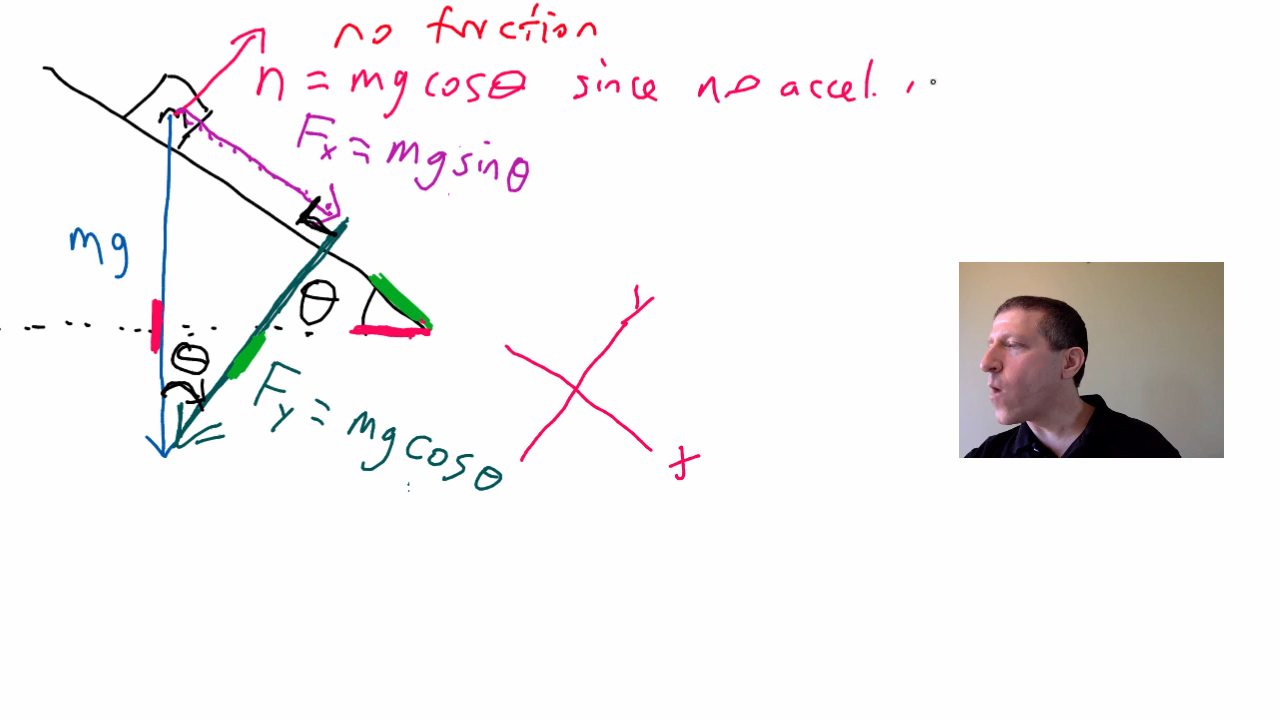 no friction
n = mg cosθ since no accel. i
m
Fx = mg sinθ
mg
θ
θ
Fy = mg cosθ
y
x